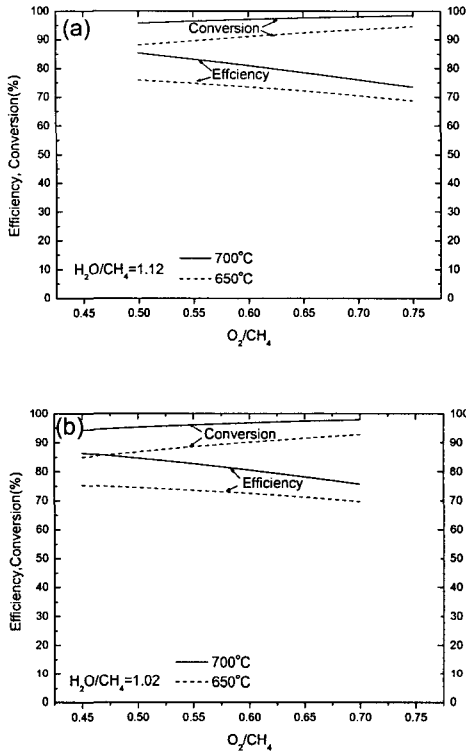 (a)
Conversion
Effciency
Efficiency, Conversion(%)
100
90
80
70
60
50
40
30
20
10
0
100
90
80
70
60
50
40
30
20
10
0
H2O/CH4=1.12
700°C
650°C
0.45 0.50 0.55 0.60 0.65 0.70 0.75
O2/CH4
(b)
Conversion
Efficiency
Efficiency,Conversion(%)
100
90
80
70
60
50
40
30
20
10
0
100
90
80
70
60
50
40
30
20
10
0
H2O/CH4=1.02
700°C
650°C
0.45 0.50 0.55 0.60 0.65 0.70 0.75
O2/CH4